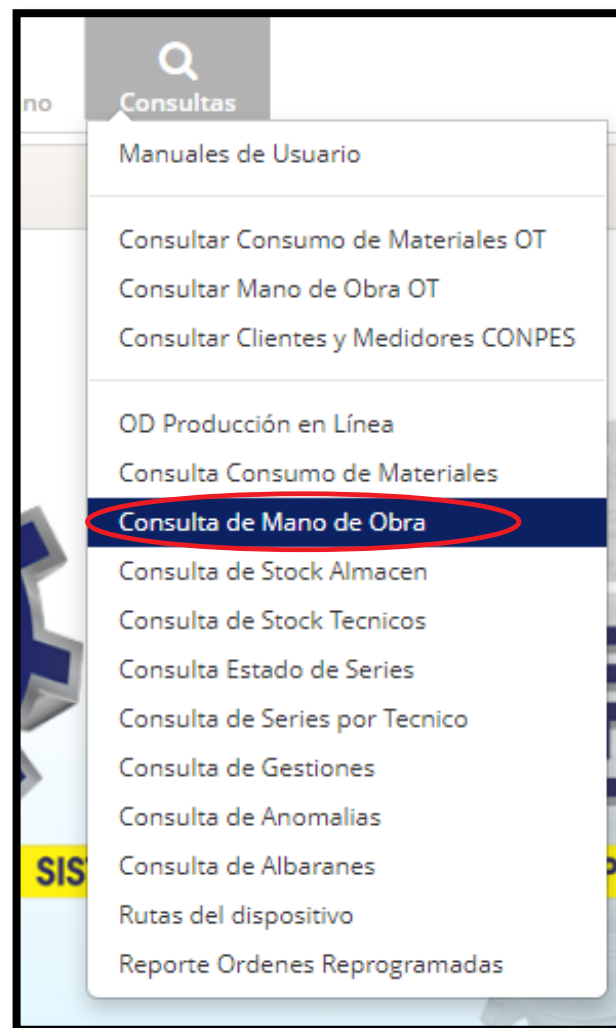 no
Consultas
Manuales de Usuario
Consultar Consumo de Materiales OT
Consultar Mano de Obra OT
Consultar Clientes y Medidores CONPES
OD Producción en Línea
Consulta Consumo de Materiales
Consulta de Mano de Obra
Consulta de Stock Almacen
Consulta de Stock Tecnicos
Consulta Estado de Series
Consulta de Series por Tecnico
Consulta de Gestiones
Consulta de Anomalias
SIS
Consulta de Albaranes
Rutas del dispositivo
Reporte Ordenes Reprogramadas